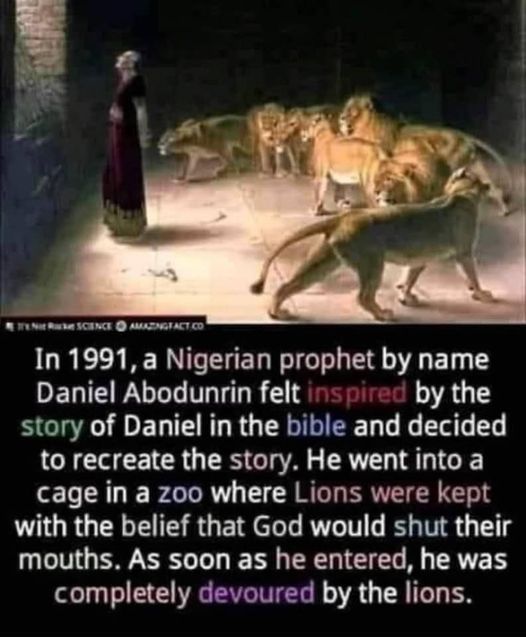 It's Not Rocket SCIENCE AMAZINGFACT.CO
In 1991, a Nigerian prophet by name
Daniel Abodunrin felt inspired by the
story of Daniel in the bible and decided
to recreate the story. He went into a
cage in a zoo where Lions were kept
with the belief that God would shut their
mouths. As soon as he entered, he was
completely devoured by the lions.